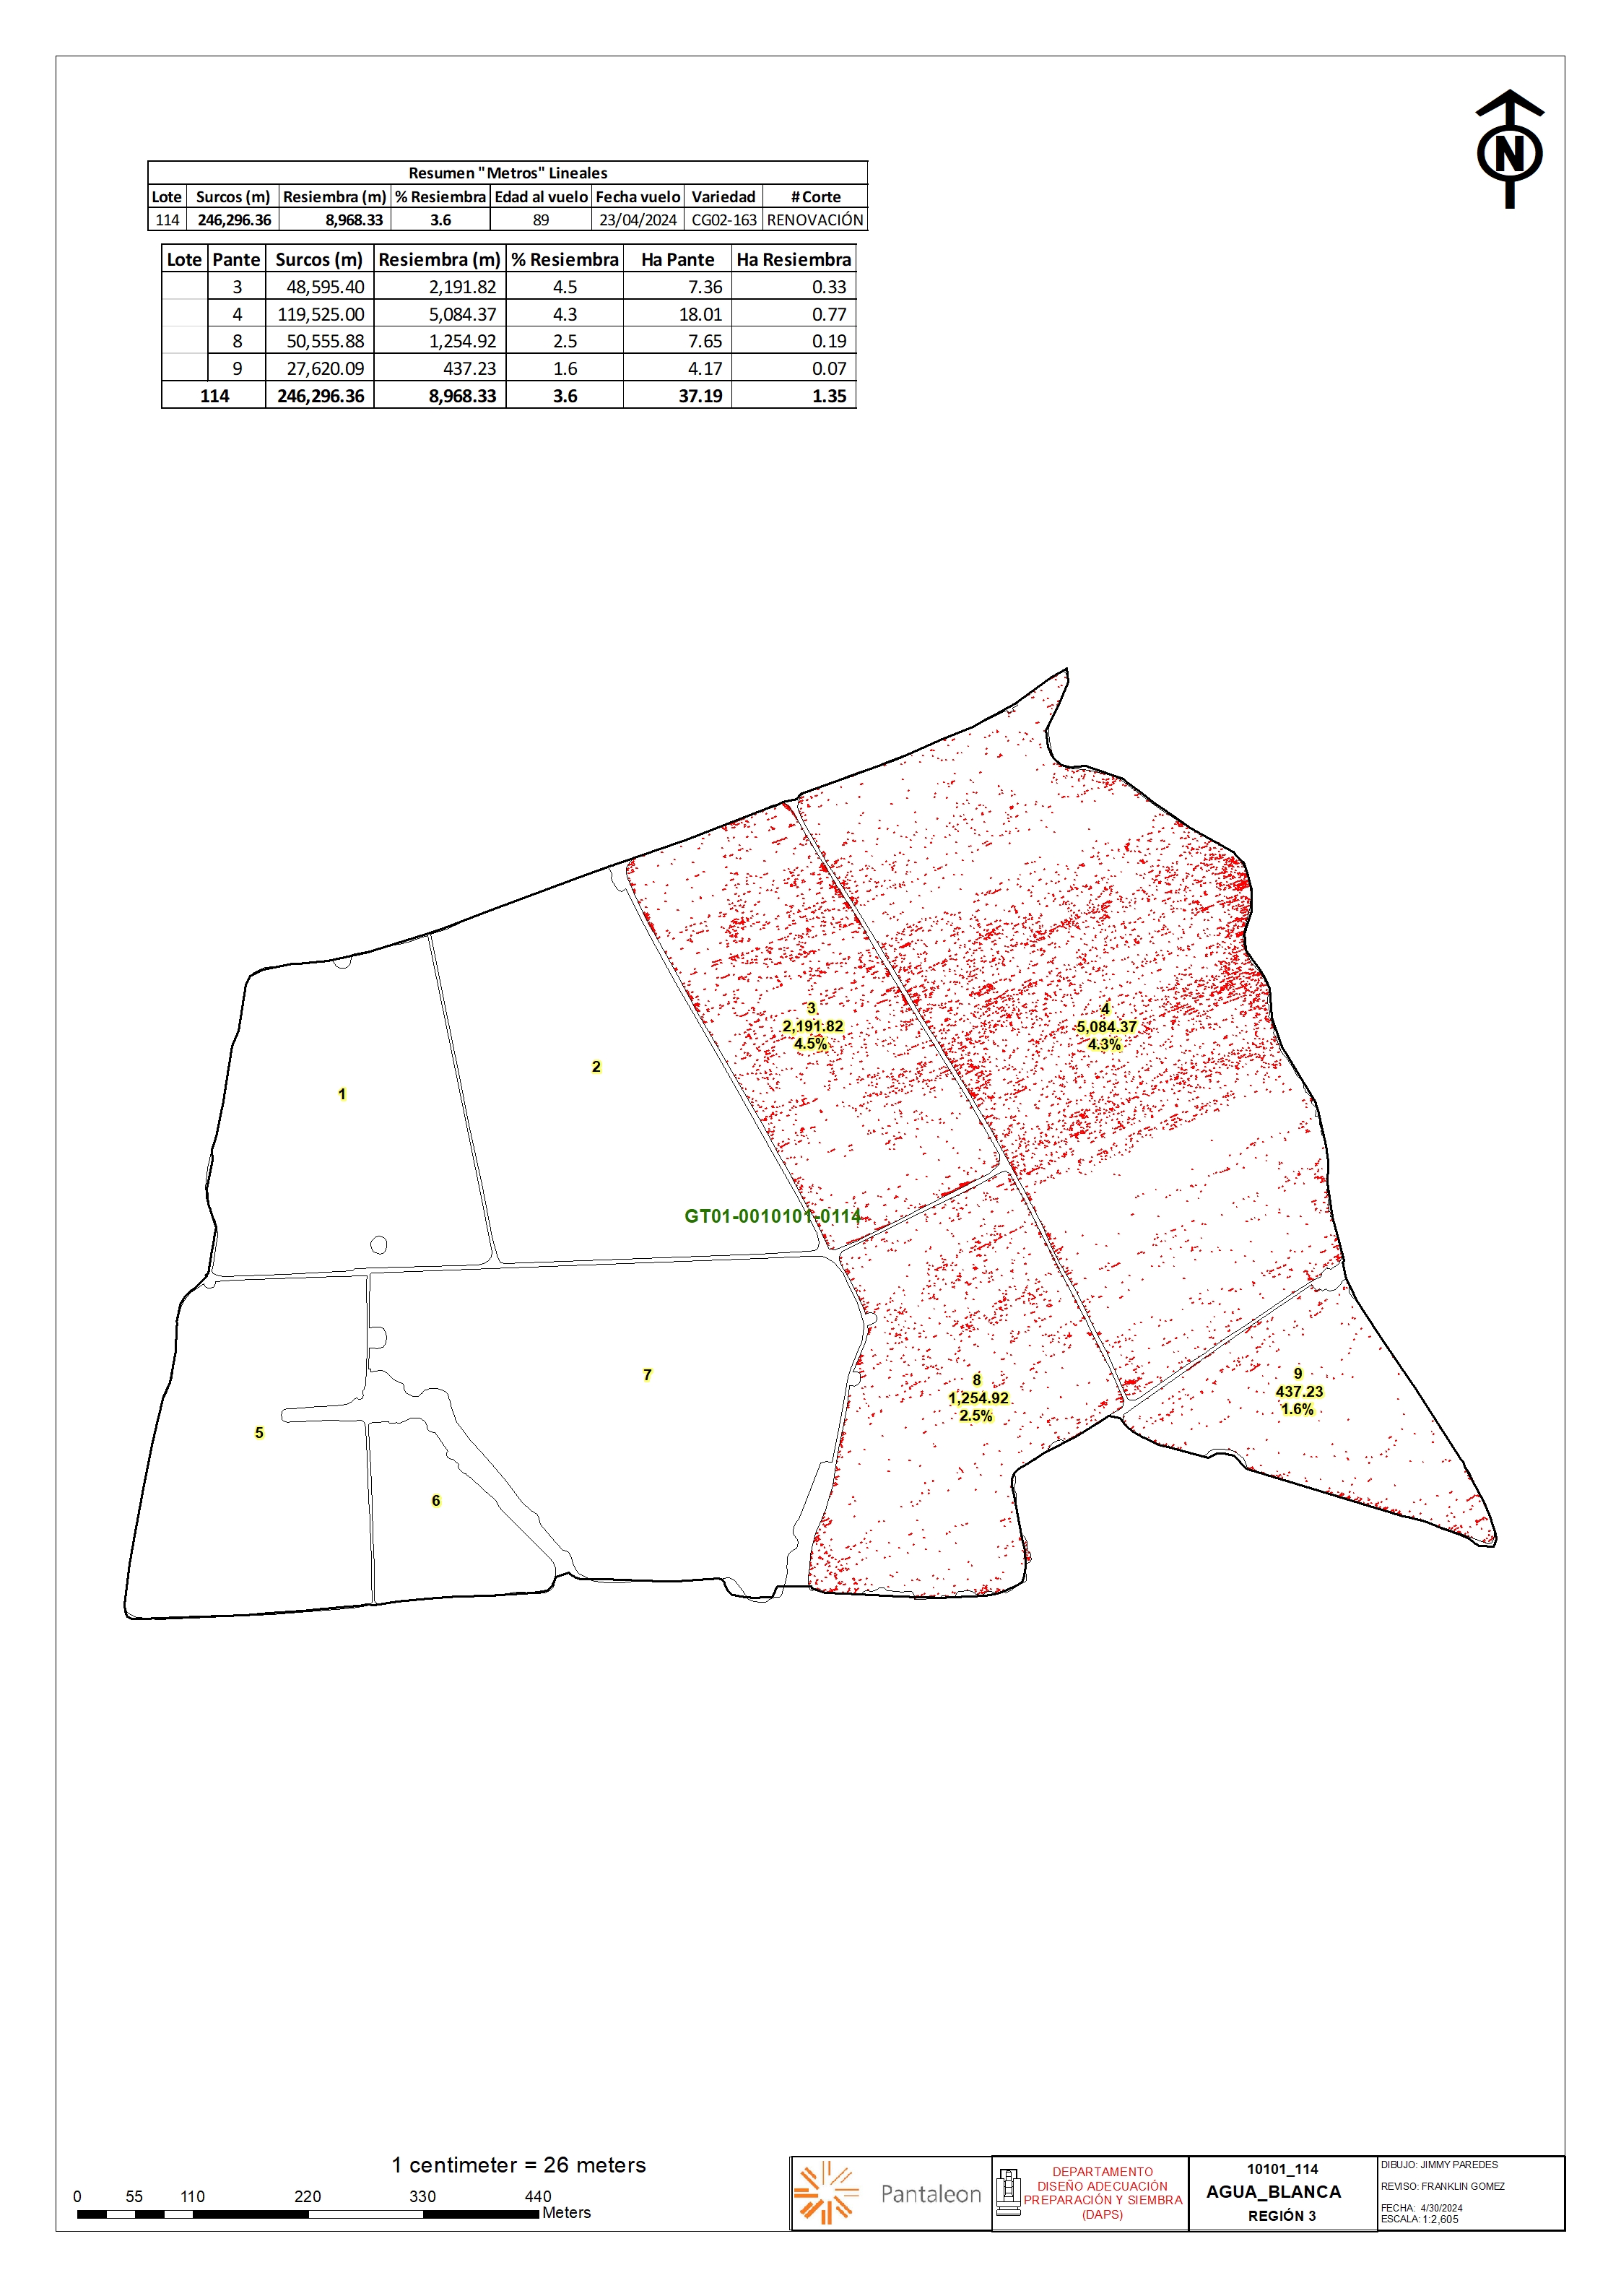 N
Resumen "Metros" Lineales
Lote Surcos (m) Resiembra (m) % Resiembra Edad al vuelo Fecha vuelo Variedad # Corte
114 246,296.36 8,968.33 3.6 89 23/04/2024 CG02-163 RENOVACIÓN
Lote Pante Surcos (m) Resiembra (m) % Resiembra Ha Pante Ha Resiembra
3 48,595.40 2,191.82 4.5 7.36 0.33
4 119,525.00 5,084.37 4.3 18.01 0.77
8 50,555.88 1,254.92 2.5 7.65 0.19
9 27,620.09 437.23 1.6 4.17 0.07
114 246,296.36 8,968.33 3.6 37.19 1.35
3
2,191.82
4.5%
4
5,084.37
4.3%
2
1
GT01-0010101-0114
7
8
1,254.92
2.5%
9
437.23
1.6%
5
6
1 centimeter = 26 meters
0 55 110 220 330 440
Meters
Pantaleon
DEPARTAMENTO
DISEÑO ADECUACIÓN
PREPARACIÓN Y SIEMBRA
(DAPS)
10101_114
AGUA_BLANCA
REGIÓN 3
DIBUJO: JIMMY PAREDES
REVISO: FRANKLIN GOMEZ
FECHA: 4/30/2024
ESCALA: 1:2,605